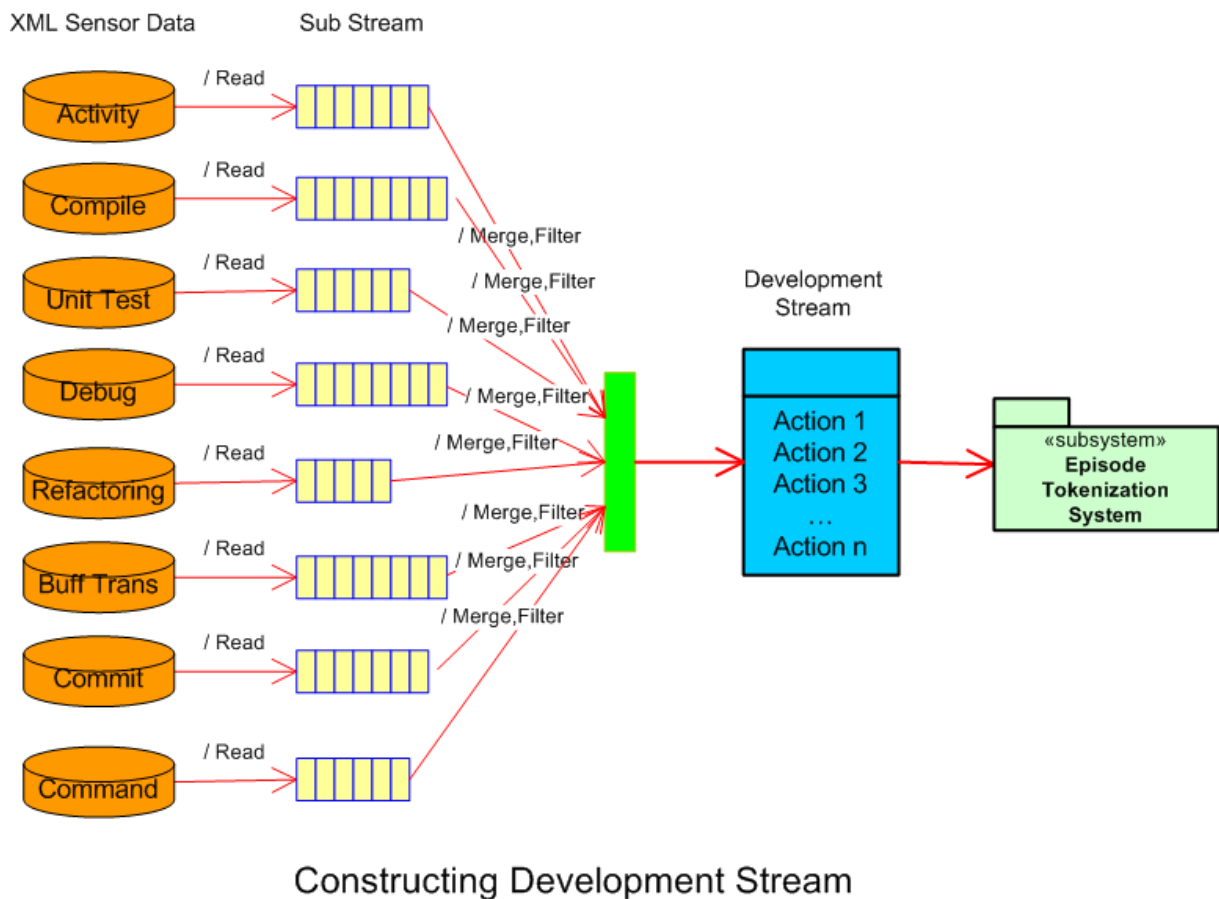 XML Sensor Data
Sub Stream
/ Read
Activity
/ Read
Compile
/ Merge,Filter
/ Merge,Filter
/ Read
Unit Test
/ Merge,Filter
Development
Stream
/ Read
Debug
/ Merge,Filter
Action 1
Action 2
Action 3
...
Action n
«subsystem»
Episode
Tokenization
System
/ Read
Refactoring
/ Merge,Filter
/ Merge,Filter
/ Read
Buff Trans
/ Merge,Filter
/ Merge,Filter
/ Read
Commit
/ Read
Command
Constructing Development Stream